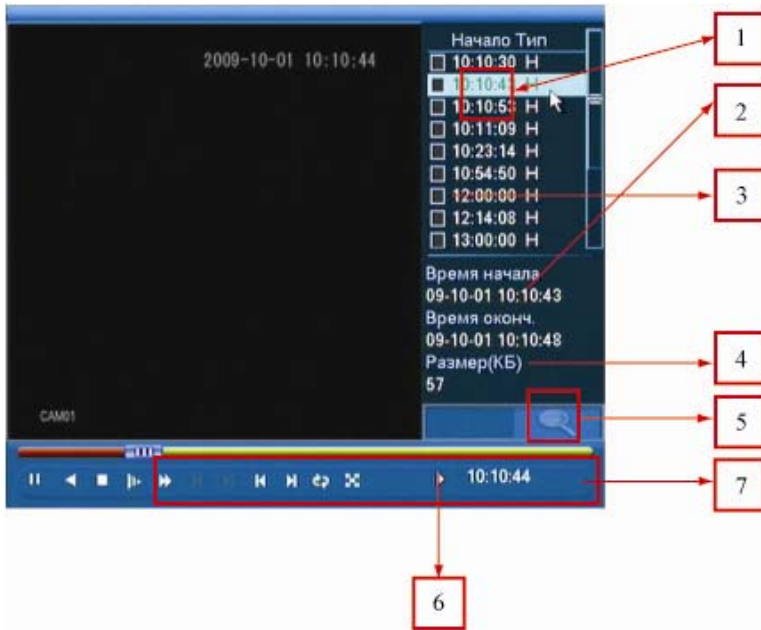 2009-10-01 10:10:44
CAM01
Начало Тип
10:10:30 Н
10:10:43 Н
10:10:53 Н
10:11:09 Н
10:23:14 Н
10:54:50 Н
12:00:00 Н
12:14:08 Н
13:00:00 Н
Время начала
09-10-01 10:10:43
Время оконч.
09-10-01 10:10:48
Размер(КБ)
57
10:10:44
1
2
3
4
5
7
6